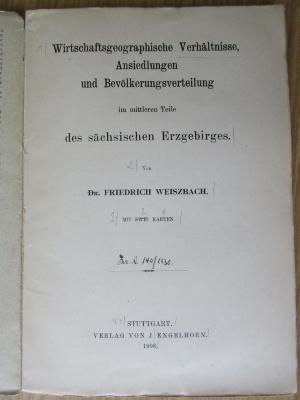 Wirtschaftsgeographische Verhältnisse,
Ansiedlungen
und Bevölkerungsverteilung
im mittleren Teile
des sächsischen Erzgebirges.
Von
Dr. FRIEDRICH WEISZBACH.
MIT ZWEI KARTEN.
STUTTGART.
VERLAG VON J. ENGELHORN.
1908.